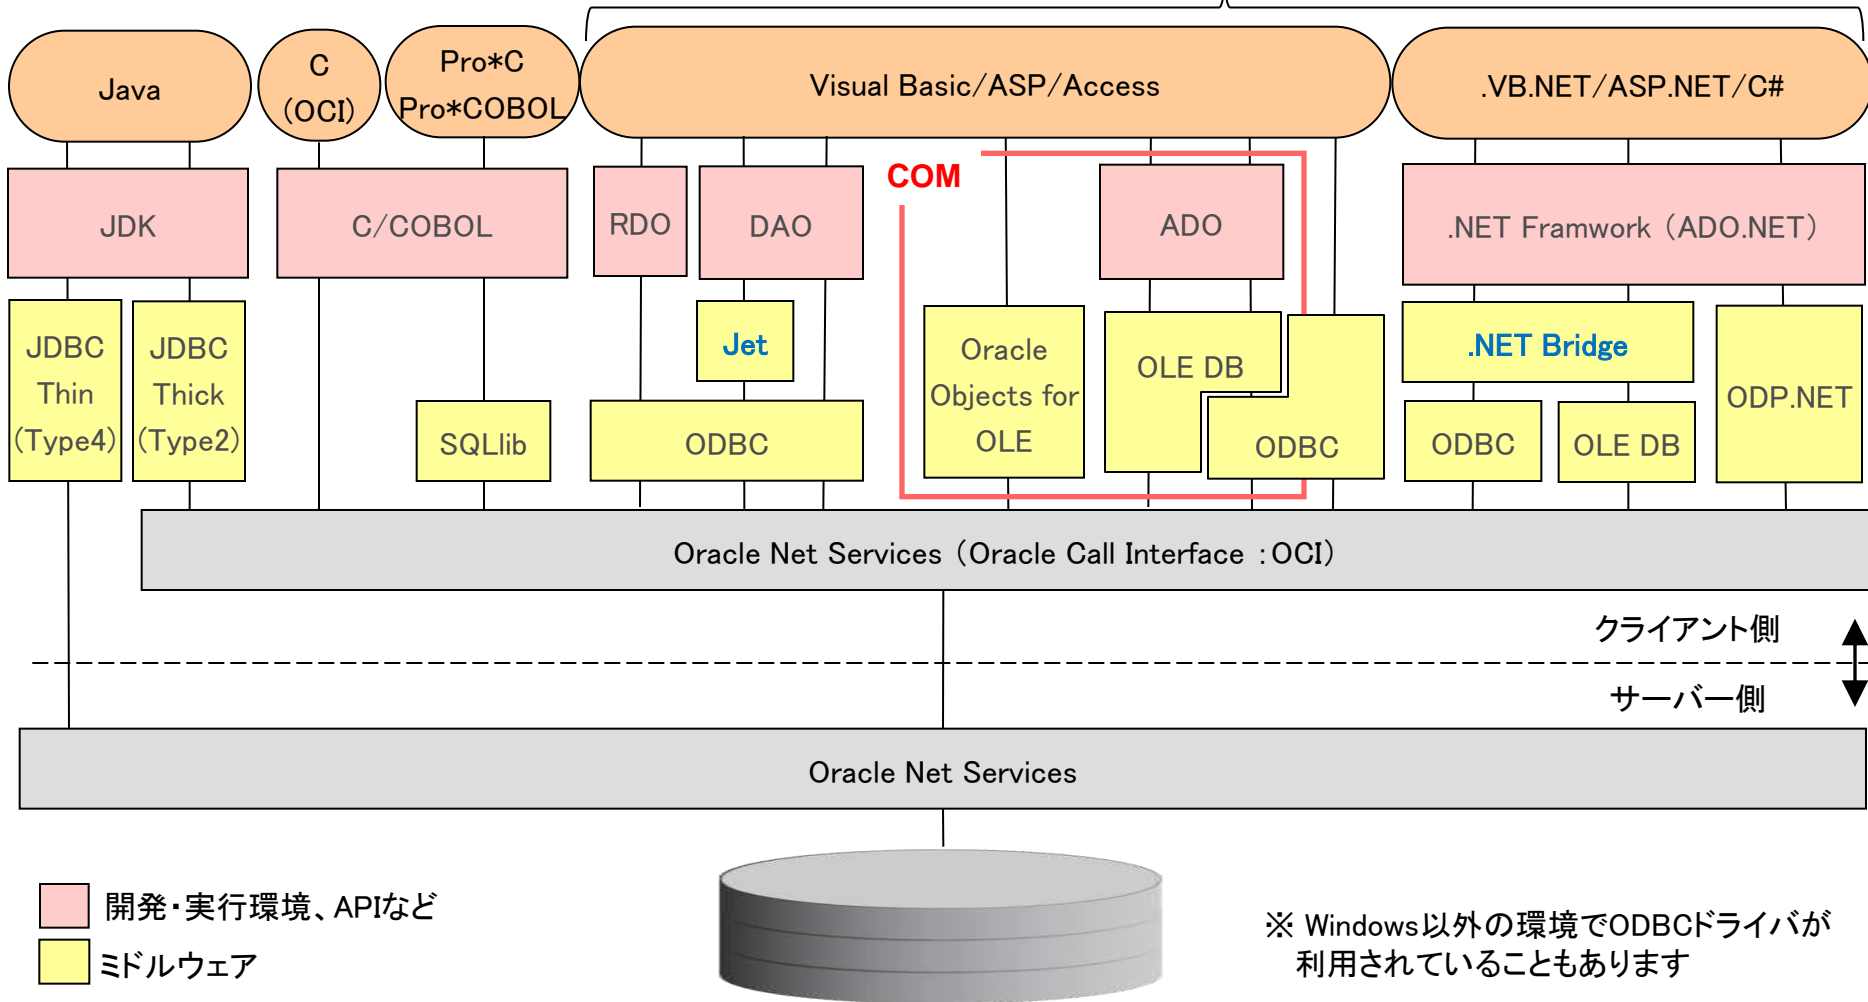 Java
C
(OCI)
Pro*C
Pro*COBOL
Visual Basic/ASP/Access
.VB.NET/ASP.NET/C#
COM
JDK
C/COBOL
RDO
DAO
ADO
.NET Framwork (ADO.NET)
JDBC
Thin
(Type4)
JDBC
Thick
(Type2)
SQLlib
Jet
ODBC
Oracle
Objects for
OLE
OLE DB
ODBC
.NET Bridge
ODBC
OLE DB
ODP.NET
Oracle Net Services (Oracle Call Interface :OCI)
クライアント側
サーバー側
Oracle Net Services
開発・実行環境、APIなど
ミドルウェア
※ Windows以外の環境でODBCドライバが
利用されていることもあります